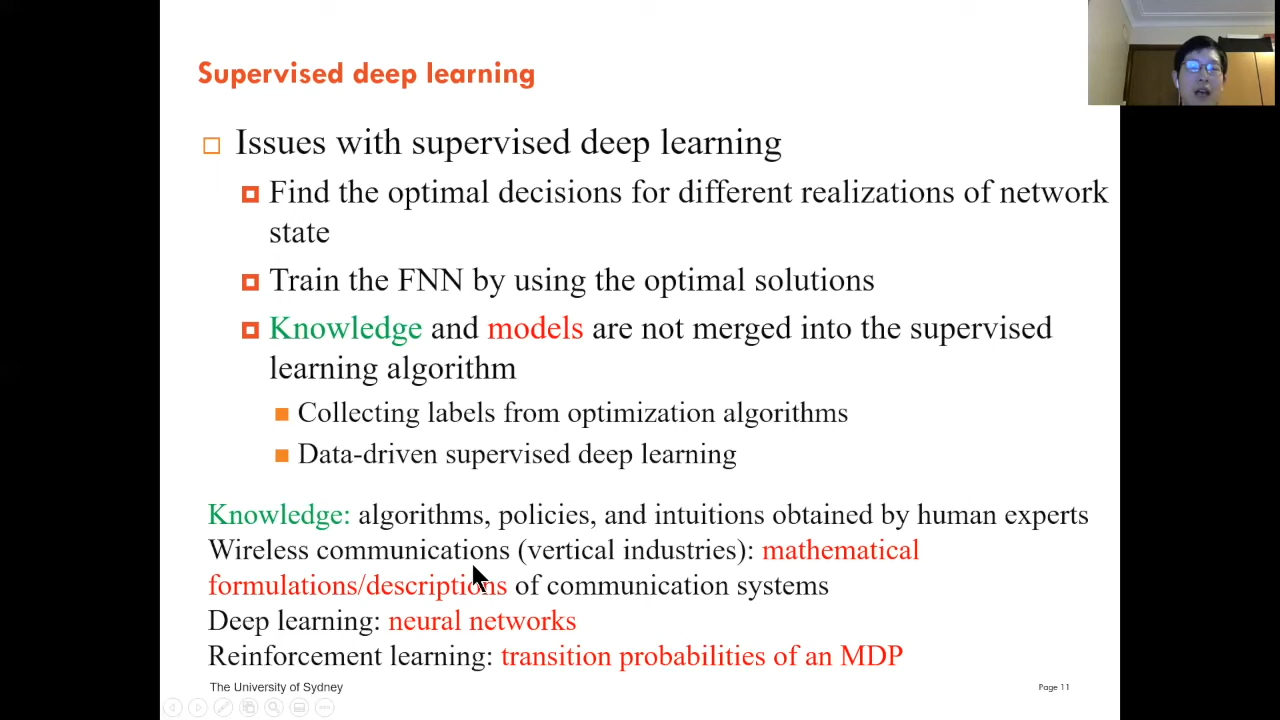 Supervised deep learning
Issues with supervised deep learning
Find the optimal decisions for different realizations of network
state
Train the FNN by using the optimal solutions
Knowledge and models are not merged into the supervised
learning algorithm
Collecting labels from optimization algorithms
Data-driven supervised deep learning
Knowledge: algorithms, policies, and intuitions obtained by human experts
Wireless communications (vertical industries): mathematical
formulations/descriptions of communication systems
Deep learning: neural networks
Reinforcement learning: transition probabilities of an MDP
The University of Sydney
Page 11